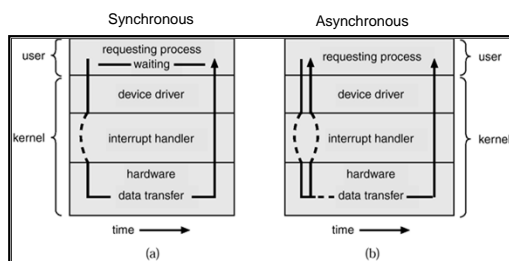 Synchronous
Asynchronous
user
requesting process
waiting
device driver
kernel
interrupt handler
hardware
data transfer
time
(a)
requesting process
user
device driver
interrupt handler
kernel
hardware
data transfer
time
(b)